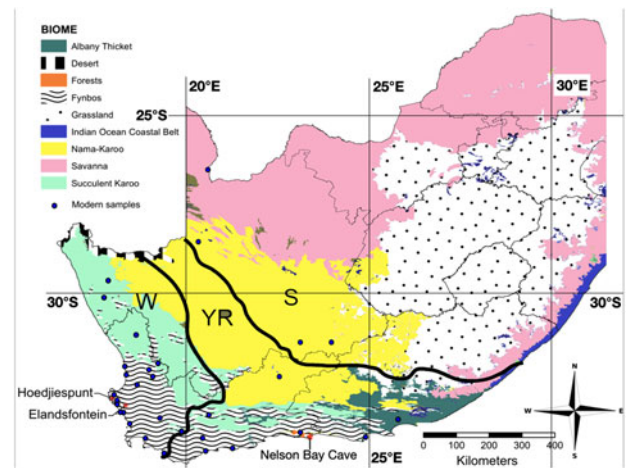 BIOME
Albany Thicket
Desert
Forests
Fynbos
Grassland
Indian Ocean Coastal Belt
Nama-Karoo
Savanna
Succulent Karoo
Modern samples
20°E
25°E
30°E
25°S
30°S
30°S
W
YR
S
Hoedjiespunt
Elandsfontein
Nelson Bay Cave
25°E
N
W
E
S
0 100 200 300 400
Kilometers